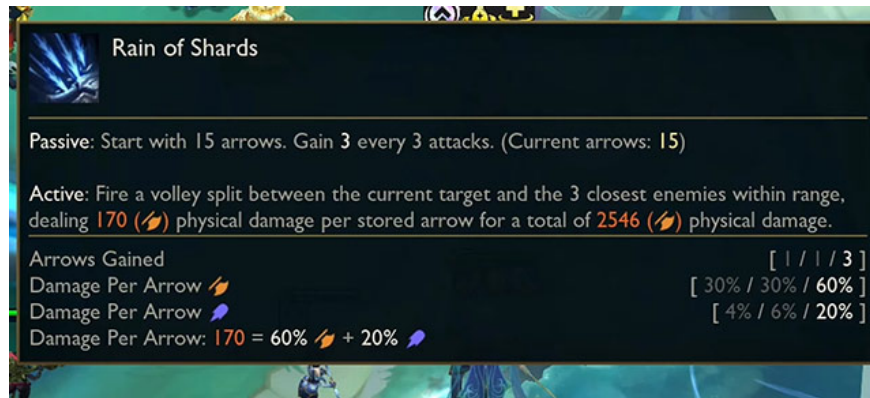 Rain of Shards
Passive: Start with 15 arrows. Gain 3 every 3 attacks. (Current arrows: 15)
Active: Fire a volley split between the current target and the 3 closest enemies within range,
dealing 170 () physical damage per stored arrow for a total of 2546 () physical damage.
Arrows Gained [ 1 / 1 / 3 ]
Damage Per Arrow [ 30% / 30% / 60% ]
Damage Per Arrow [ 4% / 6% / 20% ]
Damage Per Arrow: 170 = 60% + 20%